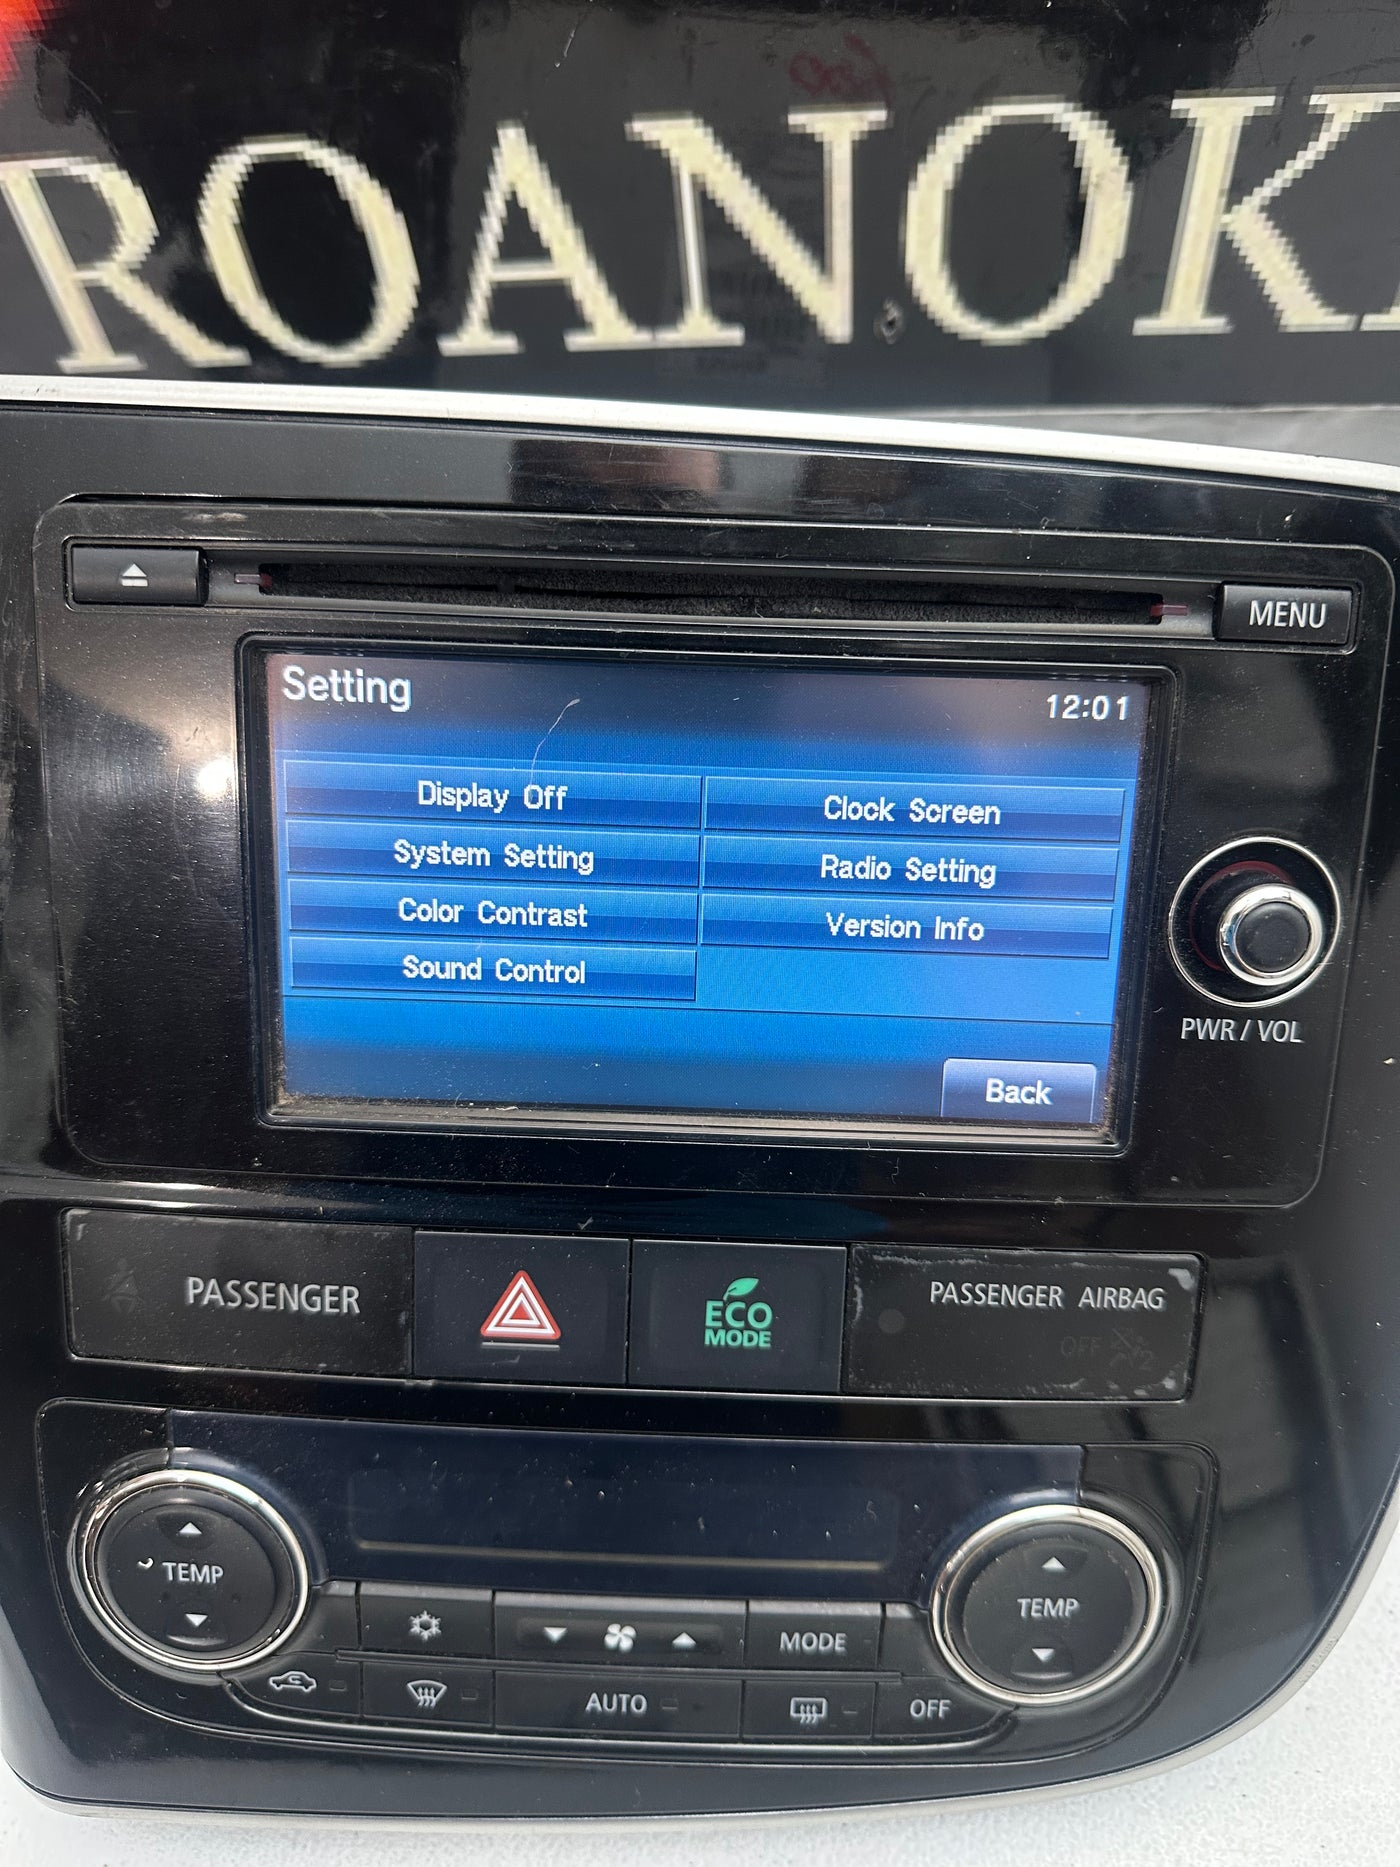 ROANOK
MENU
Setting
12:01
Display Off
Clock Screen
System Setting
Radio Setting
Color Contrast
Version Info
Sound Control
Back
PWR / VOL
PASSENGER
ECO
MODE
PASSENGER AIRBAG
OFF
TEMP
TEMP
MODE
AUTO
OFF